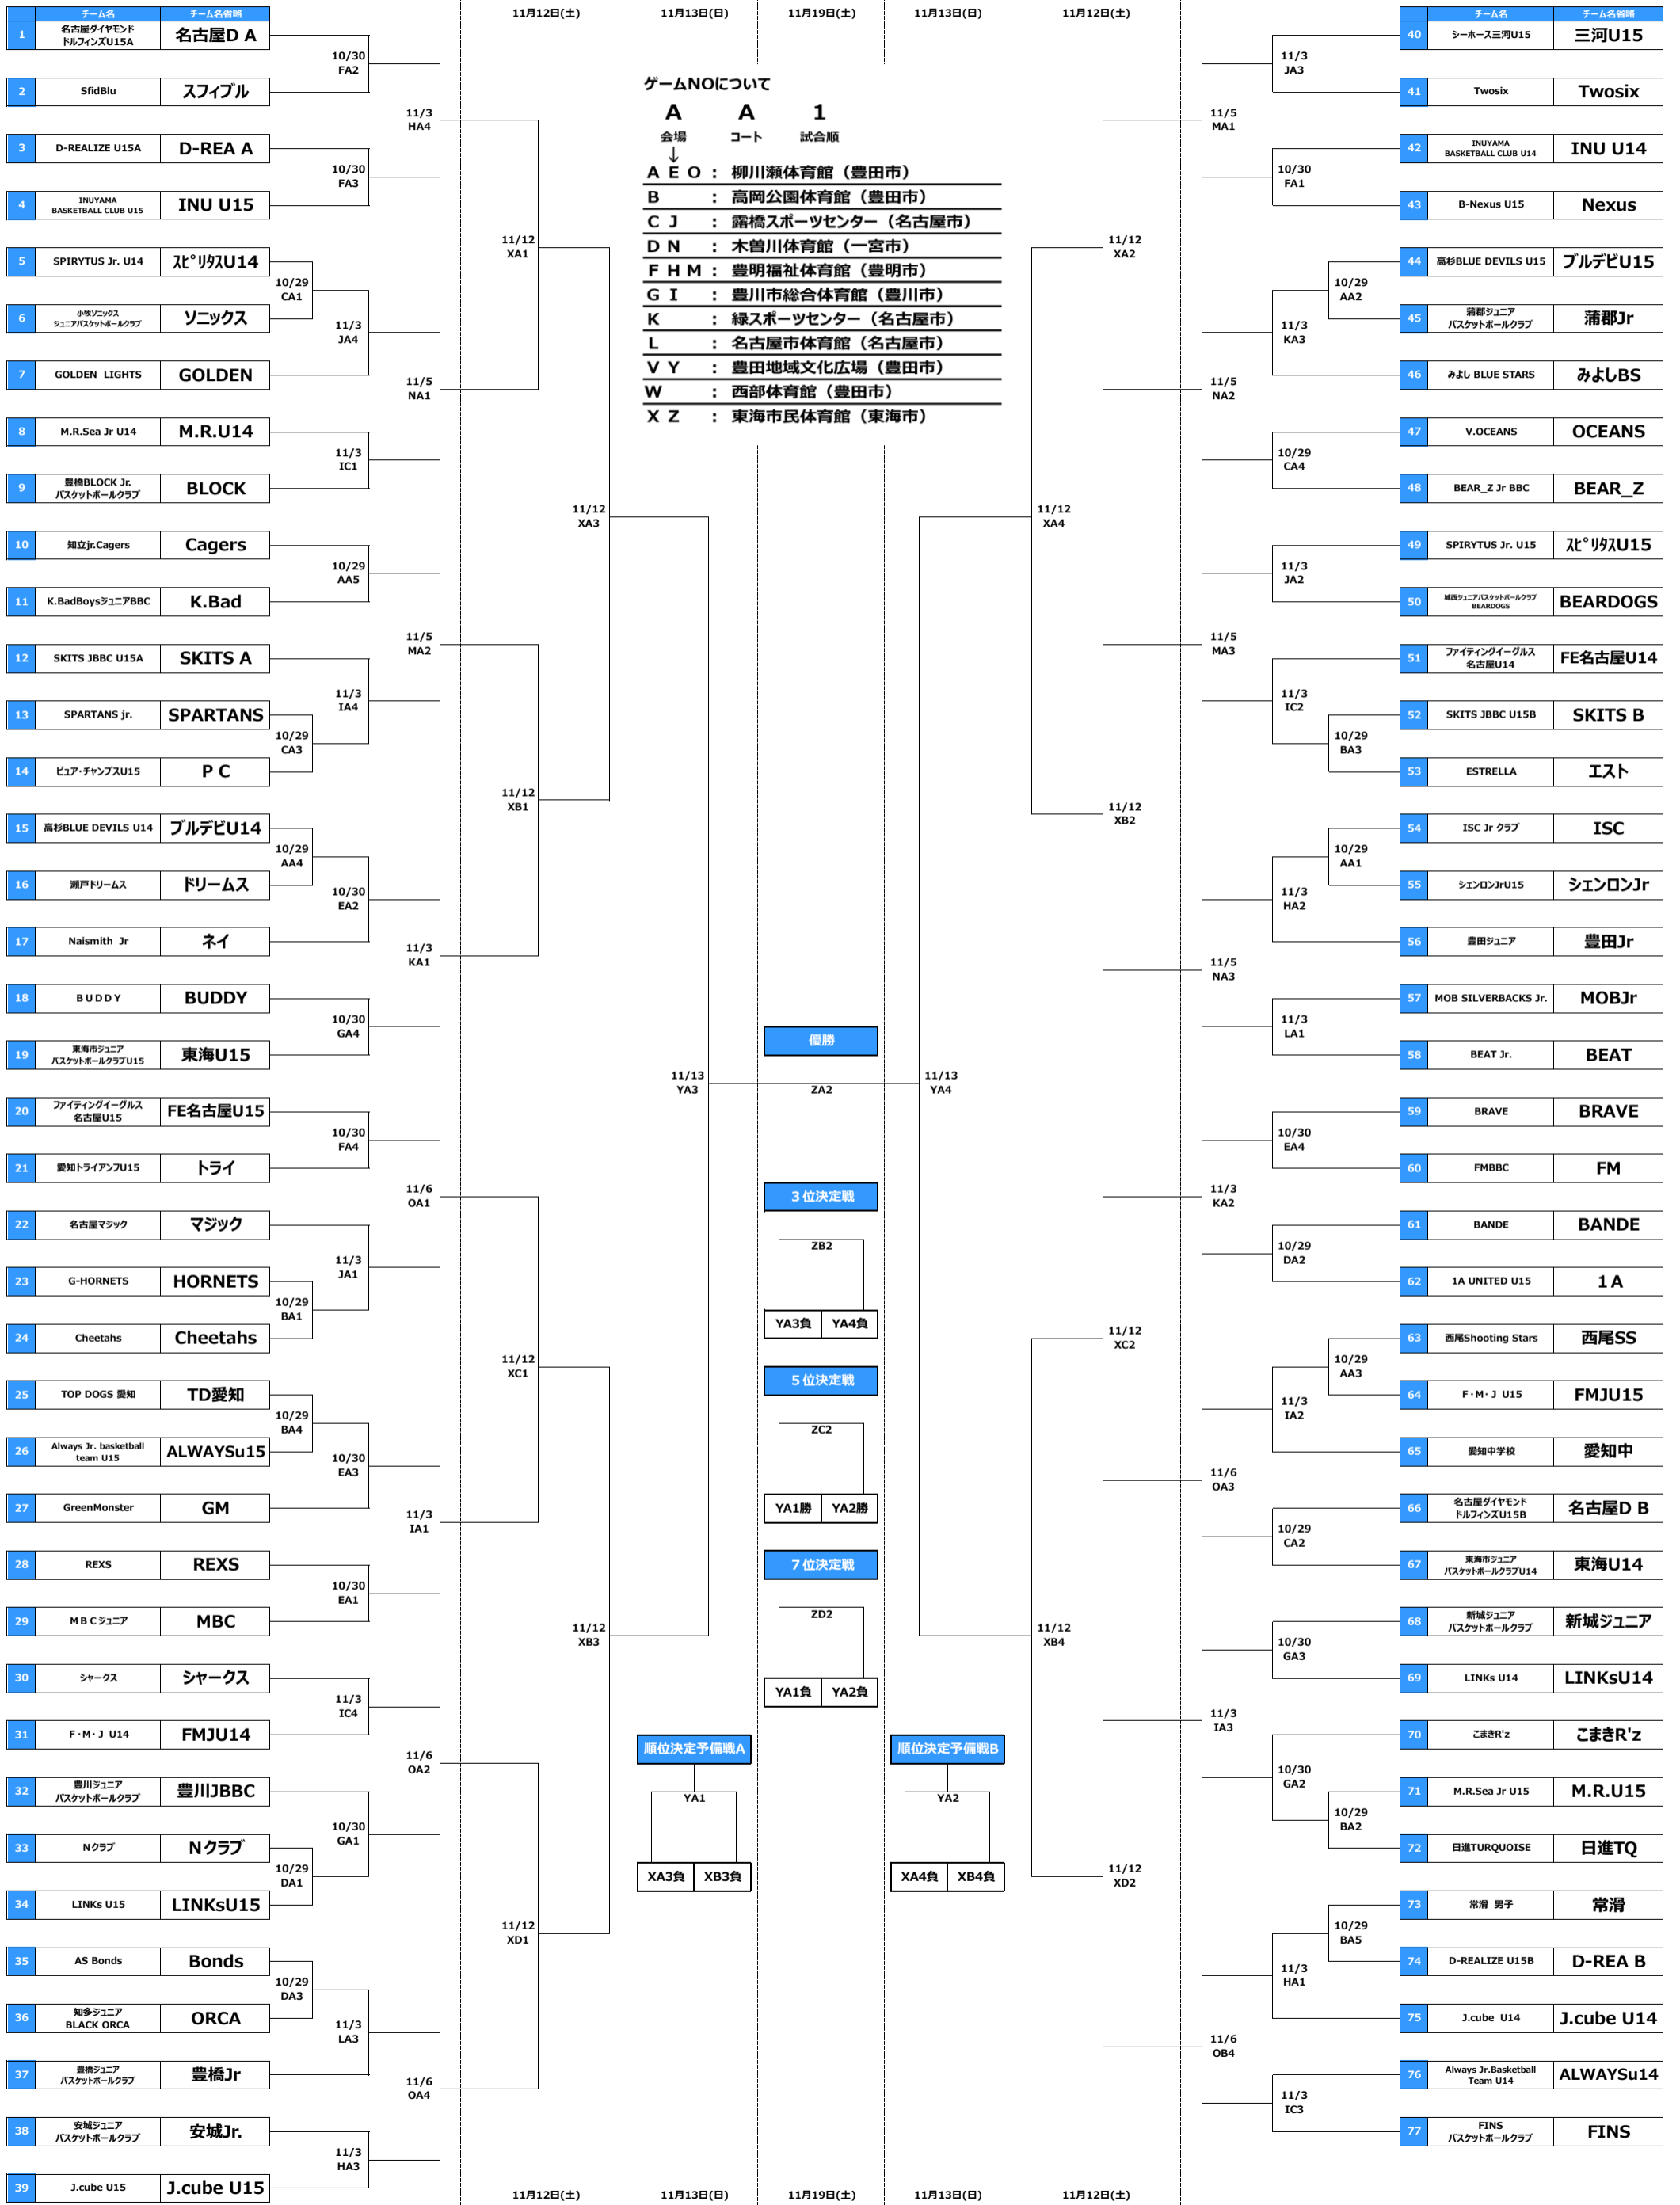 11月12日(土) 11月13日(日) 11月19日(土) 11月13日(日) 11月12日(土)
チーム名 チーム名省略
1 名古屋ダイヤモンド
ドルフィンズU15A 名古屋D A
10/30
FA2
2 SfidBlu スフィブル
11/3
HA4
3 D-REALIZE U15A D-REA A
10/30
FA3
4 INUYAMA
BASKETBALL CLUB U15 INU U15
11/12
XA1
5 SPIRYTUS Jr. U14 スピリタスU14
10/29
CA1
6 小牧ソニックス
ジュニアバスケットボールクラブ ソニックス
11/3
JA4
7 GOLDEN LIGHTS GOLDEN
11/5
NA1
8 M.R.Sea Jr U14 M.R.U14
11/3
IC1
9 豊橋BLOCK Jr.
バスケットボールクラブ BLOCK
11/12
XA3
10 知立jr.Cagers Cagers
10/29
AA5
11 K.BadBoysジュニアBBC K.Bad
11/5
MA2
12 SKITS JBBC U15A SKITS A
11/3
IA4
13 SPARTANS jr. SPARTANS
10/29
CA3
14 ピュア・チャンプスU15 P C
11/12
XB1
15 高杉BLUE DEVILS U14 ブルデビU14
10/29
AA4
16 瀬戸ドリームス ドリームス
10/30
EA2
17 Naismith Jr ネイ
11/3
KA1
18 BUDDY BUDDY
10/30
GA4
19 東海市ジュニア
バスケットボールクラブU15 東海U15
11/13
YA3
20 ファイティングイーグルス
名古屋U15 FE名古屋U15
10/30
FA4
21 愛知トライアンフU15 トライ
11/6
OA1
22 名古屋マジック マジック
11/3
JA1
23 G-HORNETS HORNETS
10/29
BA1
24 Cheetahs Cheetahs
11/12
XC1
25 TOP DOGS 愛知 TD愛知
10/29
BA4
26 Always Jr. basketball
team U15 ALWAYSu15
10/30
EA3
27 GreenMonster GM
11/3
IA1
28 REXS REXS
10/30
EA1
29 MBCジュニア MBC
11/12
XB3
30 シャークス シャークス
11/3
IC4
31 F・M・J U14 FMJU14
11/6
OA2
32 豊川ジュニア
バスケットボールクラブ 豊川JBBC
10/30
GA1
33 Nクラブ Nクラブ
10/29
DA1
34 LINKs U15 LINKsU15
11/12
XD1
35 AS Bonds Bonds
10/29
DA3
36 知多ジュニア
BLACK ORCA ORCA
11/3
LA3
37 豊橋ジュニア
バスケットボールクラブ 豊橋Jr
11/6
OA4
38 安城ジュニア
バスケットボールクラブ 安城Jr.
11/3
HA3
39 J.cube U15 J.cube U15
ゲームNOについて
A A 1
会場 コート 試合順
↓
A E O : 柳川瀬体育館（豊田市）
B : 高岡公園体育館（豊田市）
C J : 露橋スポーツセンター（名古屋市）
D N : 木曽川体育館（一宮市）
F H M : 豊明福祉体育館（豊明市）
G I : 豊川市総合体育館（豊川市）
K : 緑スポーツセンター（名古屋市）
L : 名古屋市体育館（名古屋市）
V Y : 豊田地域文化広場（豊田市）
W : 西部体育館（豊田市）
X Z : 東海市民体育館（東海市）
優勝
ZA2
3位決定戦
ZB2
YA3負 YA4負
5位決定戦
ZC2
YA1勝 YA2勝
7位決定戦
ZD2
YA1負 YA2負
順位決定予備戦A
YA1
XA3負 XB3負
順位決定予備戦B
YA2
XA4負 XB4負
チーム名 チーム名省略
40 シーホース三河U15 三河U15
11/3
JA3
41 Twosix Twosix
11/5
MA1
42 INUYAMA
BASKETBALL CLUB U14 INU U14
10/30
FA1
43 B-Nexus U15 Nexus
11/12
XA2
44 高杉BLUE DEVILS U15 ブルデビU15
10/29
AA2
45 蒲郡ジュニア
バスケットボールクラブ 蒲郡Jr
11/3
KA3
46 みよし BLUE STARS みよしBS
11/5
NA2
47 V.OCEANS OCEANS
10/29
CA4
48 BEAR_Z Jr BBC BEAR_Z
11/12
XA4
49 SPIRYTUS Jr. U15 スピリタスU15
11/3
JA2
50 城西ジュニアバスケットボールクラブ
BEARDOGS BEARDOGS
11/5
MA3
51 ファイティングイーグルス
名古屋U14 FE名古屋U14
11/3
IC2
52 SKITS JBBC U15B SKITS B
10/29
BA3
53 ESTRELLA エスト
11/12
XB2
54 ISC Jr クラブ ISC
10/29
AA1
55 シェンロンJrU15 シェンロンJr
11/3
HA2
56 豊田ジュニア 豊田Jr
11/5
NA3
57 MOB SILVERBACKS Jr. MOBJr
11/3
LA1
58 BEAT Jr. BEAT
11/13
YA4
59 BRAVE BRAVE
10/30
EA4
60 FMBBC FM
11/3
KA2
61 BANDE BANDE
10/29
DA2
62 1A UNITED U15 1A
11/12
XC2
63 西尾Shooting Stars 西尾SS
10/29
AA3
64 F・M・J U15 FMJU15
11/3
IA2
65 愛知中学校 愛知中
11/6
OA3
66 名古屋ダイヤモンド
ドルフィンズU15B 名古屋D B
10/29
CA2
67 東海市ジュニア
バスケットボールクラブU14 東海U14
11/12
XB4
68 新城ジュニア
バスケットボールクラブ 新城ジュニア
10/30
GA3
69 LINKs U14 LINKsU14
11/3
IA3
70 こまきR'z こまきR'z
10/30
GA2
71 M.R.Sea Jr U15 M.R.U15
10/29
BA2
72 日進TURQUOISE 日進TQ
11/12
XD2
73 常滑 男子 常滑
10/29
BA5
74 D-REALIZE U15B D-REA B
11/3
HA1
75 J.cube U14 J.cube U14
11/6
OB4
76 Always Jr.Basketball
Team U14 ALWAYSu14
11/3
IC3
77 FINS
バスケットボールクラブ FINS
11月12日(土) 11月13日(日) 11月19日(土) 11月13日(日) 11月12日(土)